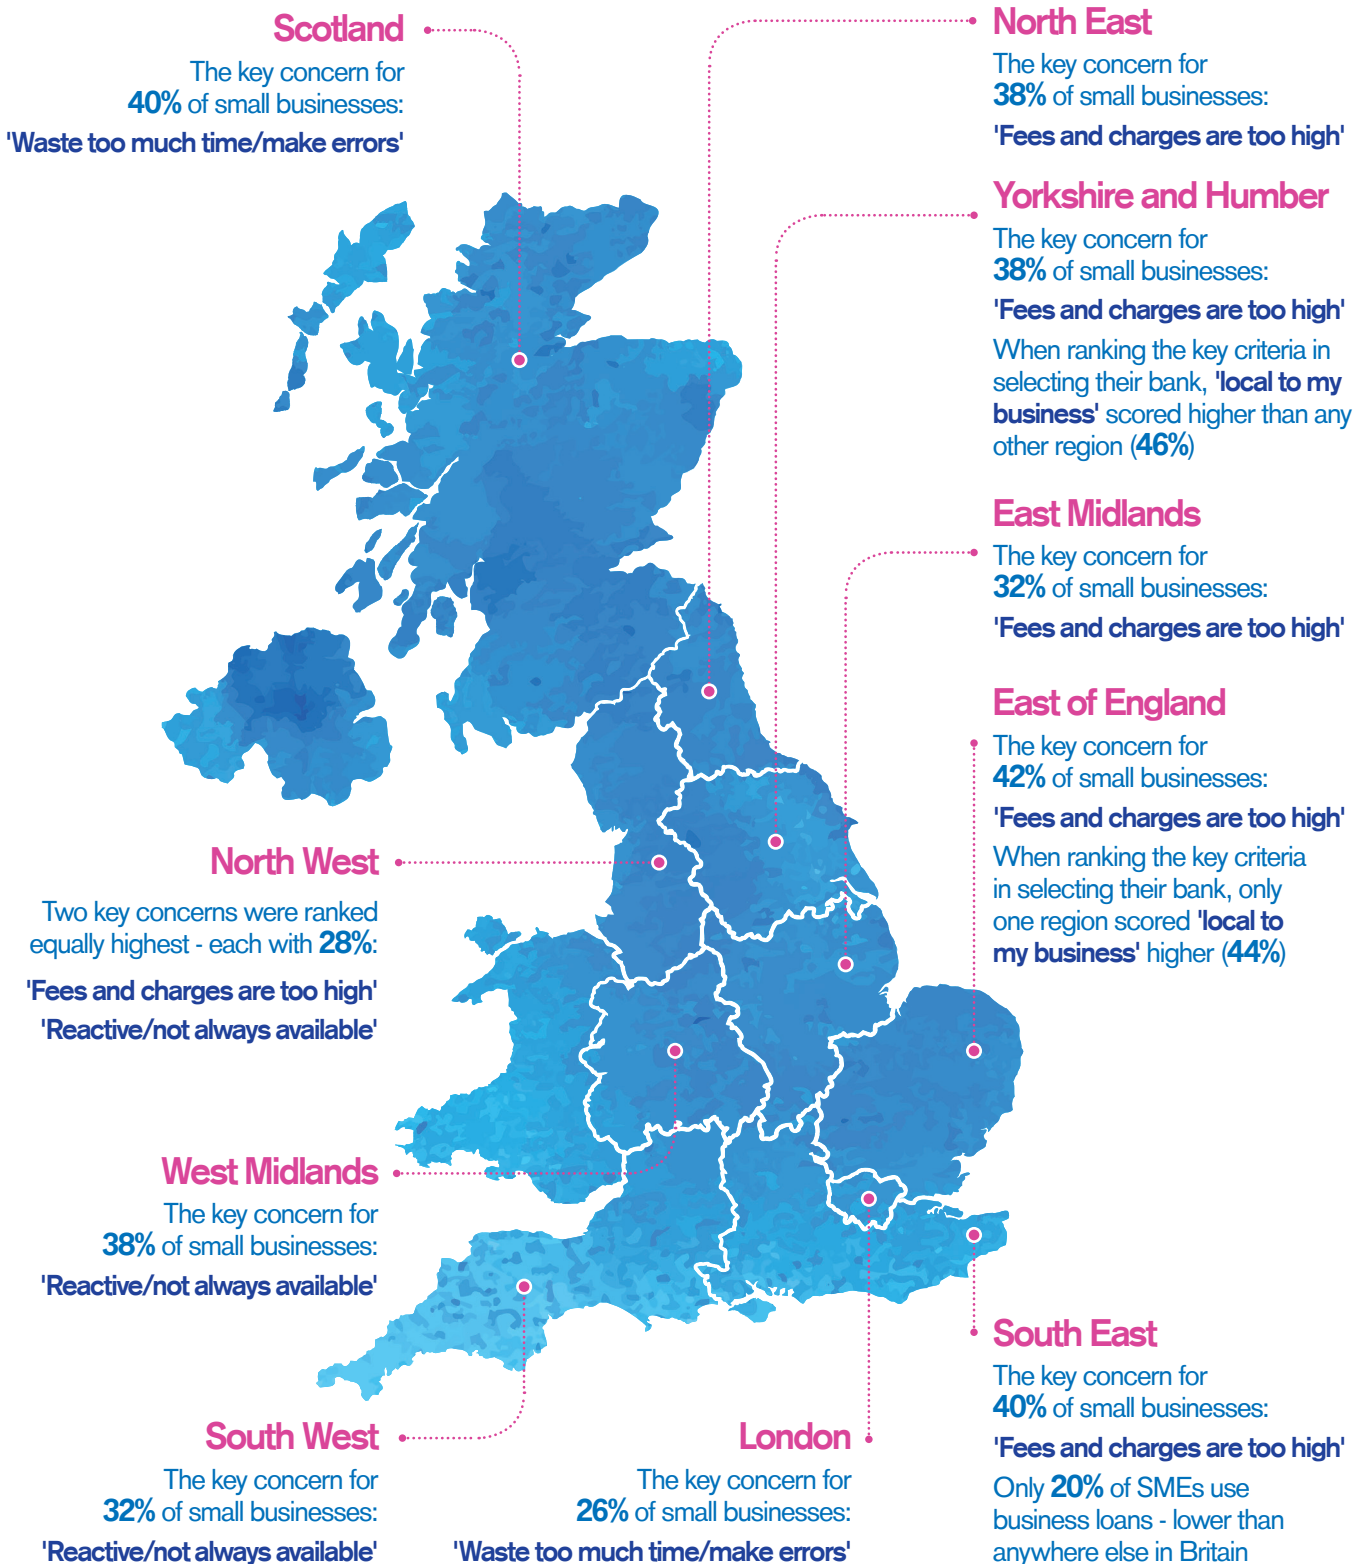 Scotland
The key concern for
40% of small businesses:
'Waste too much time/make errors'
North East
The key concern for
38% of small businesses:
'Fees and charges are too high'
Yorkshire and Humber
The key concern for
38% of small businesses:
'Fees and charges are too high'
When ranking the key criteria in
selecting their bank, 'local to my
business' scored higher than any
other region (46%)
East Midlands
The key concern for
32% of small businesses:
'Fees and charges are too high'
East of England
The key concern for
42% of small businesses:
'Fees and charges are too high'
When ranking the key criteria
in selecting their bank, only
one region scored 'local to
my business' higher (44%)
North West
Two key concerns were ranked
equally highest - each with 28%:
'Fees and charges are too high'
'Reactive/not always available'
West Midlands
The key concern for
38% of small businesses:
'Reactive/not always available'
South West
The key concern for
32% of small businesses:
'Reactive/not always available'
London
The key concern for
26% of small businesses:
'Waste too much time/make errors'
South East
The key concern for
40% of small businesses:
'Fees and charges are too high'
Only 20% of SMEs use
business loans - lower than
anywhere else in Britain